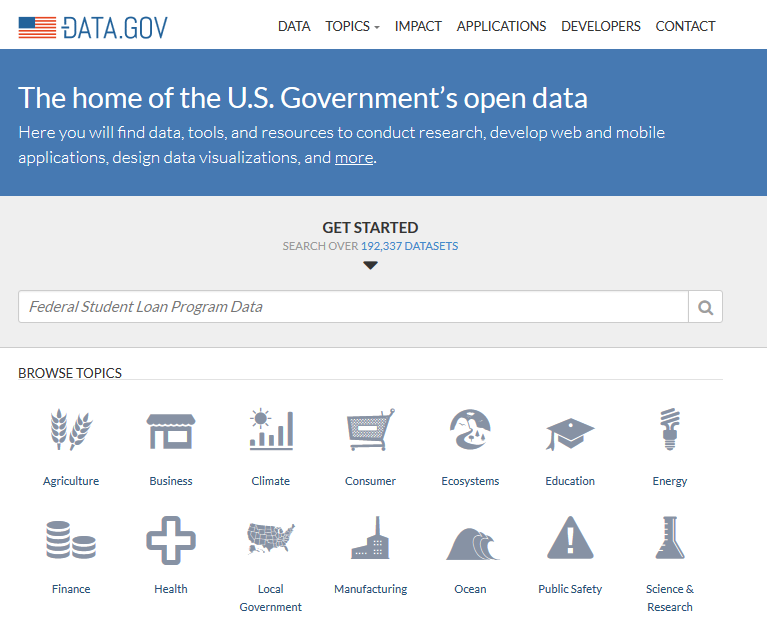 DATA.GOV
DATA TOPICS IMPACT APPLICATIONS DEVELOPERS CONTACT
The home of the U.S. Government's open data
Here you will find data, tools, and resources to conduct research, develop web and mobile
applications, design data visualizations, and more.
GET STARTED
SEARCH OVER 192,337 DATASETS
Federal Student Loan Program Data
BROWSE TOPICS
Agriculture Business Climate Consumer Ecosystems Education Energy
Finance Health Local Manufacturing Ocean Public Safety Science &
Government Research